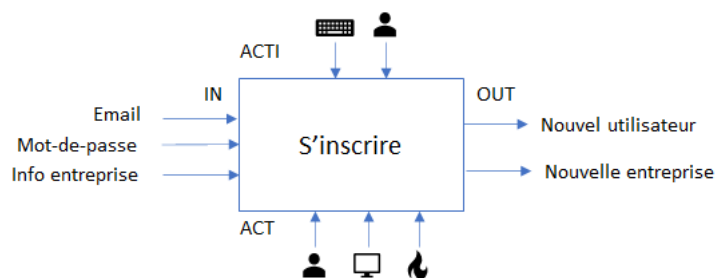 ACTI
IN
OUT
Email
Mot-de-passe
Info entreprise
S'inscrire
Nouvel utilisateur
Nouvelle entreprise
ACT